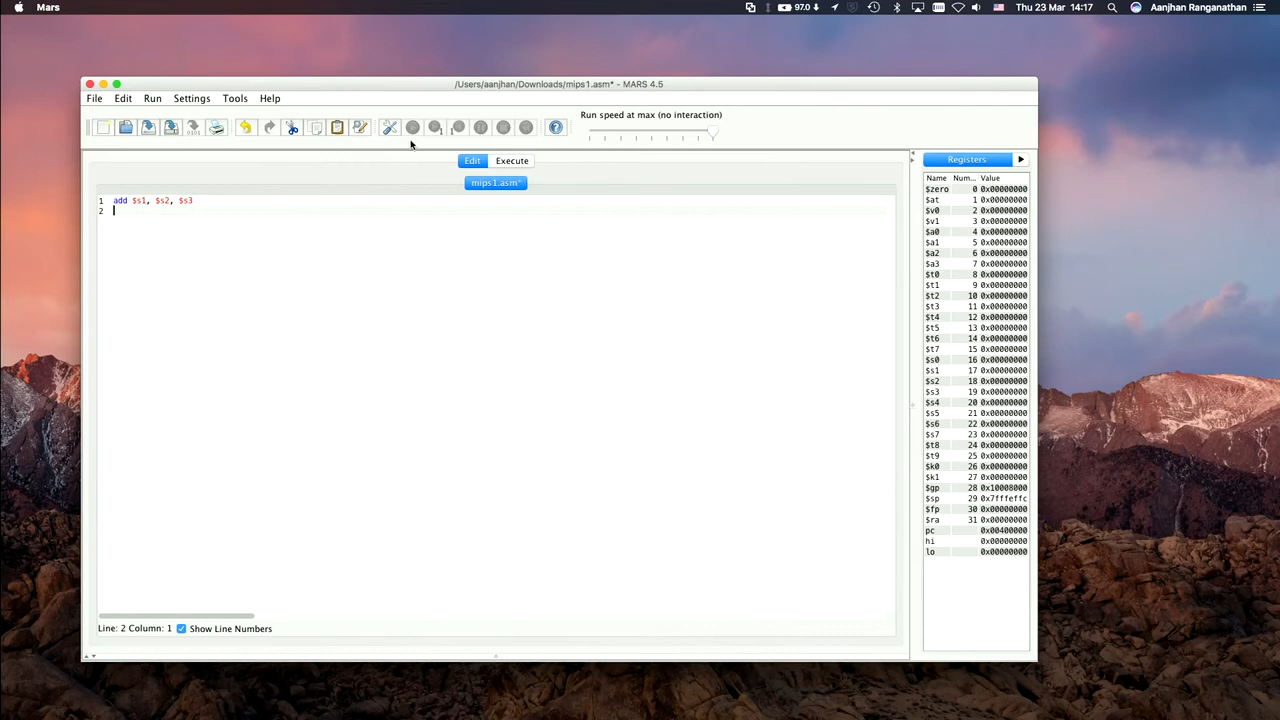 Mars
97.0
Thu 23 Mar 14:17
Aanjhan Ranganathan
/Users/aanjhan/Downloads/mips1.asm* - MARS 4.5
File Edit Run Settings Tools Help
Run speed at max (no interaction)
Edit Execute
mips1.asm*
1 add $s1, $s2, $s3
2
Line: 2 Column: 1 Show Line Numbers
Registers
Name Num... Value
$zero 0 0x00000000
$at 1 0x00000000
$v0 2 0x00000000
$v1 3 0x00000000
$a0 4 0x00000000
$a1 5 0x00000000
$a2 6 0x00000000
$a3 7 0x00000000
$t0 8 0x00000000
$t1 9 0x00000000
$t2 10 0x00000000
$t3 11 0x00000000
$t4 12 0x00000000
$t5 13 0x00000000
$t6 14 0x00000000
$t7 15 0x00000000
$s0 16 0x00000000
$s1 17 0x00000000
$s2 18 0x00000000
$s3 19 0x00000000
$s4 20 0x00000000
$s5 21 0x00000000
$s6 22 0x00000000
$s7 23 0x00000000
$t8 24 0x00000000
$t9 25 0x00000000
$k0 26 0x00000000
$k1 27 0x00000000
$gp 28 0x10008000
$sp 29 0x7fffeffc
$fp 30 0x00000000
$ra 31 0x00000000
pc 0x00400000
hi 0x00000000
lo 0x00000000